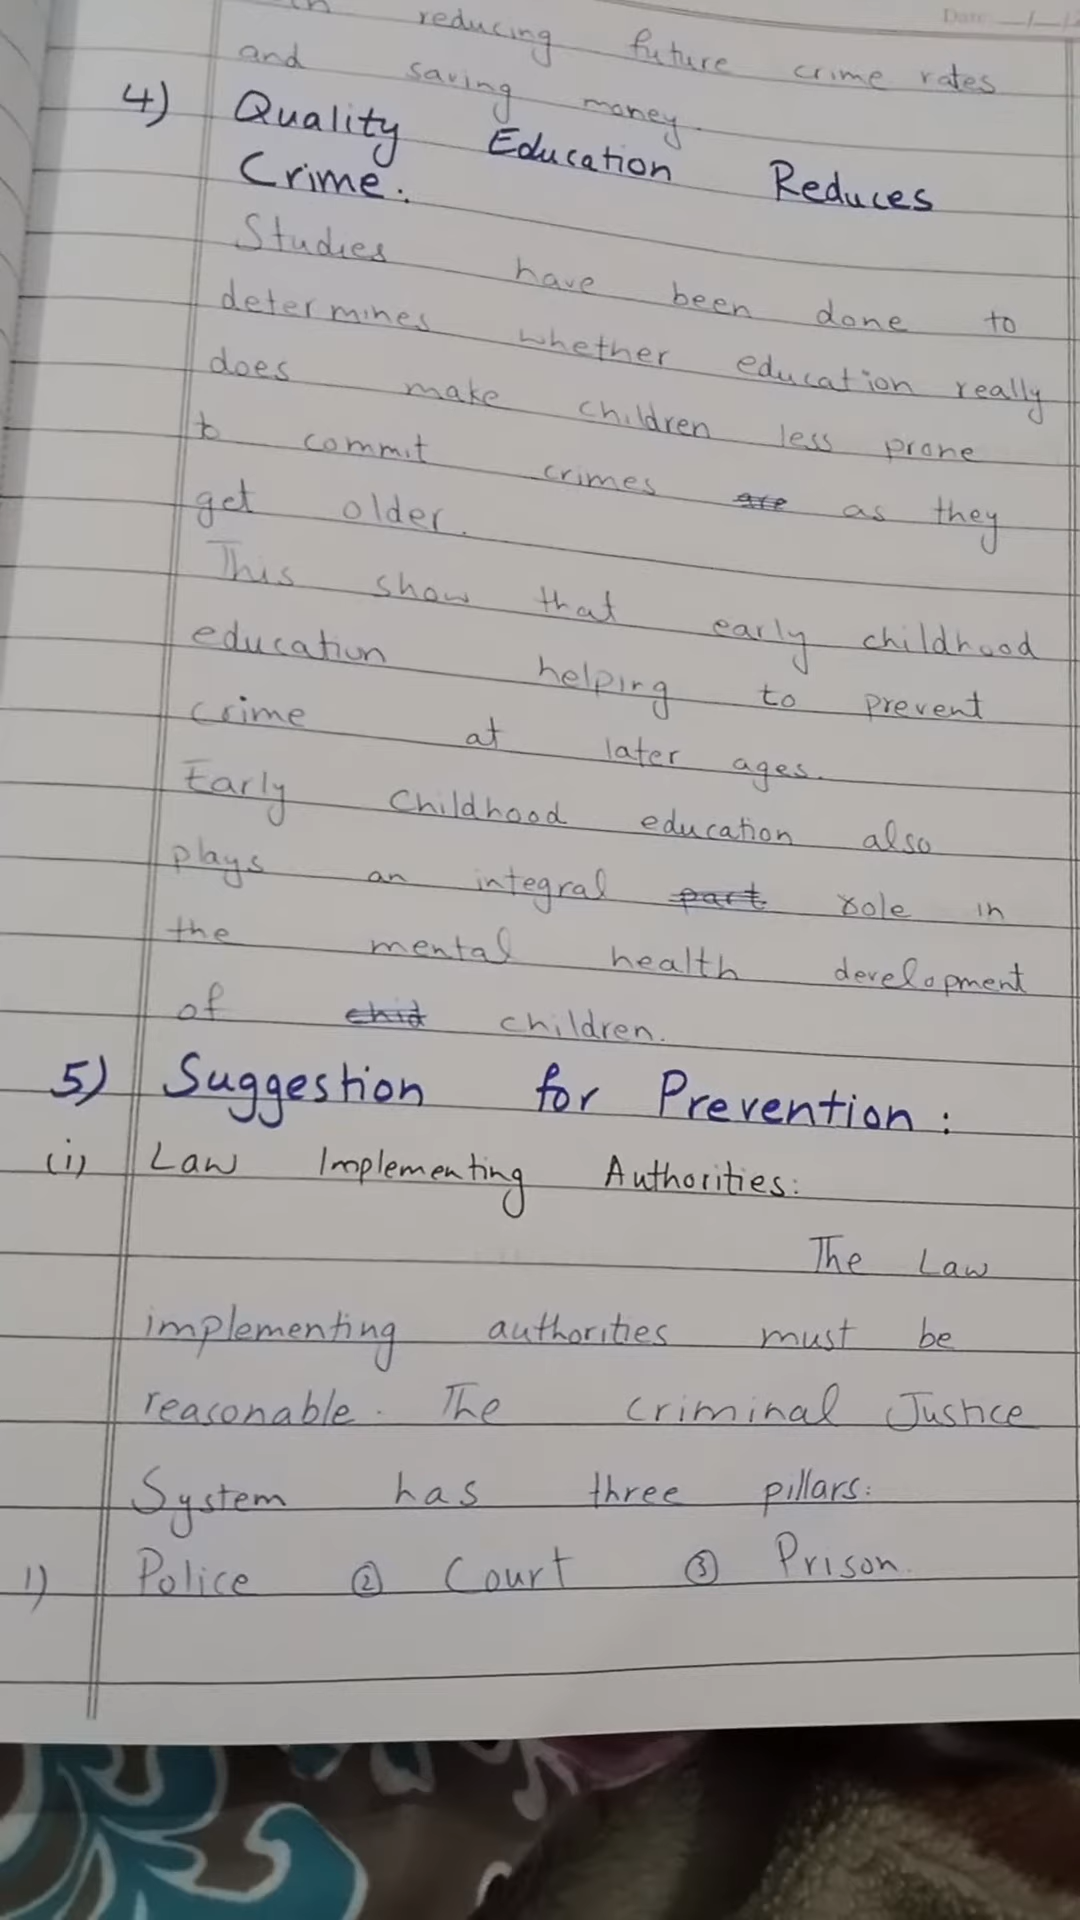 Date
in reducing future crime rates
and saving money.
4) Quality Education Reduces
Crime.
Studies have been done to
determines whether education really
does make children less prone
to commit crimes are as they
get older.
This show that early childhood
education helping to prevent
crime at later ages.
Early Childhood education also
plays an integral part role in
the mental health development
of chid children.
5) Suggestion for Prevention :
(i) Law Implementing Authorities:
The Law
implementing authorities must be
reasonable. The criminal Justice
System has three pillars:
1) Police ② Court ③ Prison.